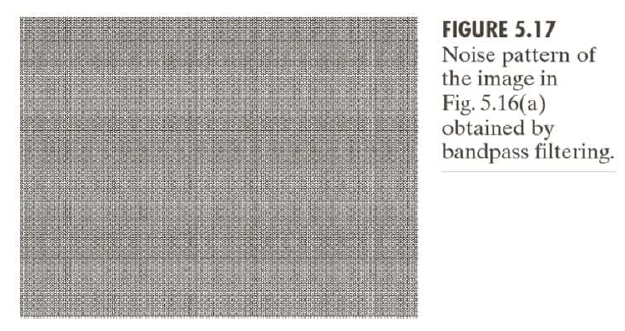 FIGURE 5.17
Noise pattern of
the image in
Fig. 5.16(a)
obtained by
bandpass filtering.